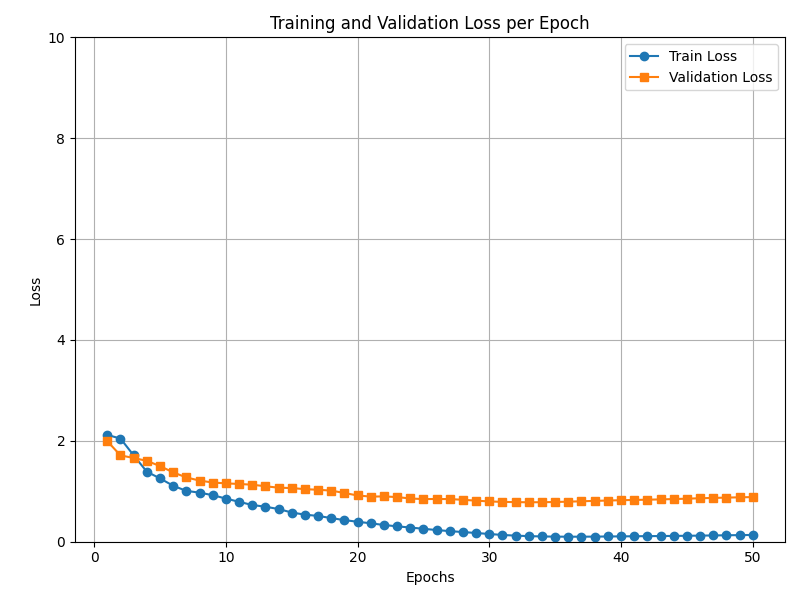 Training and Validation Loss per Epoch
Train Loss
Validation Loss
10
8
6
4
2
0
Loss
0 10 20 30 40 50
Epochs